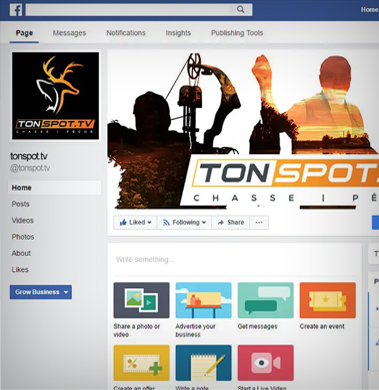 f
Home
Page Messages Notifications Insights Publishing Tools
TONSPOT.TV
CHASSE | PÊCHE
TONSPOT.
CHASSE | PÊ
tonspot.tv
@tonspot.tv
Home
Posts
Videos
Photos
About
Likes
Grow Business
Liked Following Share ...
Write something...
Share a photo or
video
Advertise your
business
Get messages
Create an event
Create an offer
Write a note
Start a Live Video